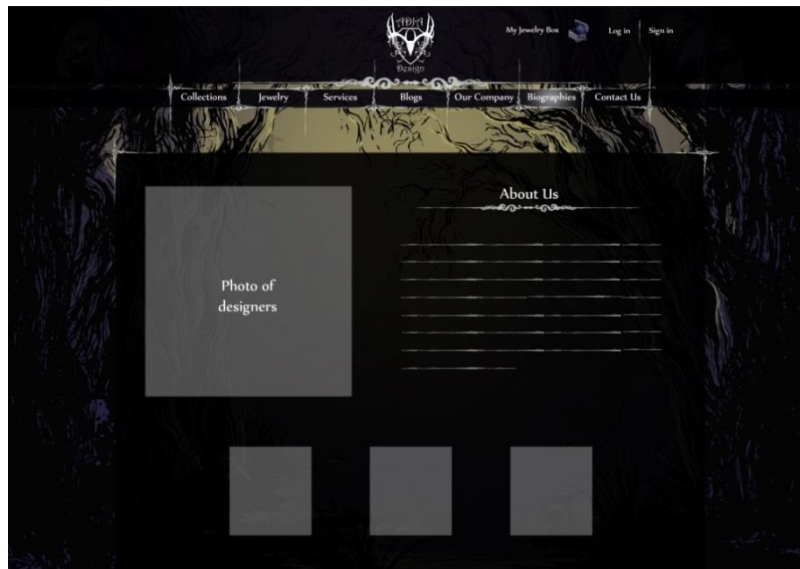 ADIA
Design
My Jewelry Box
Log in
Sign in
Collections
Jewelry
Services
Blogs
Our Company
Biographies
Contact Us
About Us
Photo of
designers